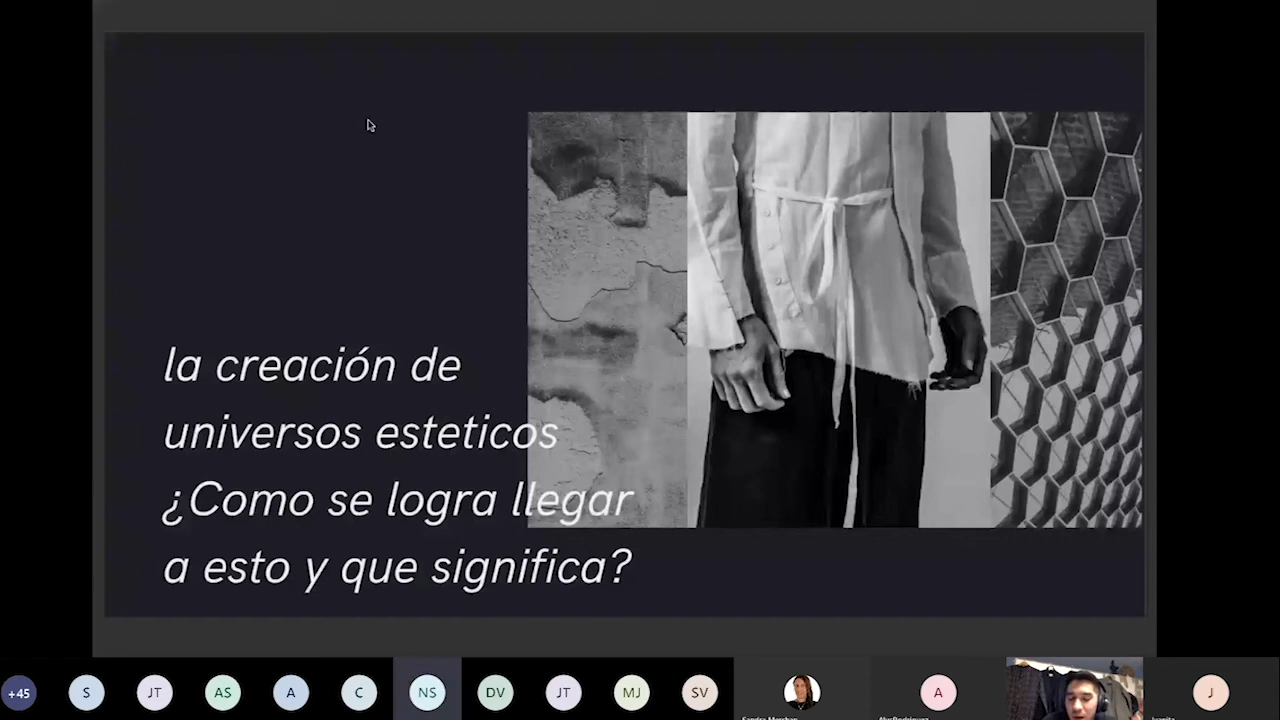 la creación de
universos esteticos
¿Como se logra llegar
a esto y que significa?
+45
S
JT
AS
A
C
NS
DV
JT
MJ
SV
A
J